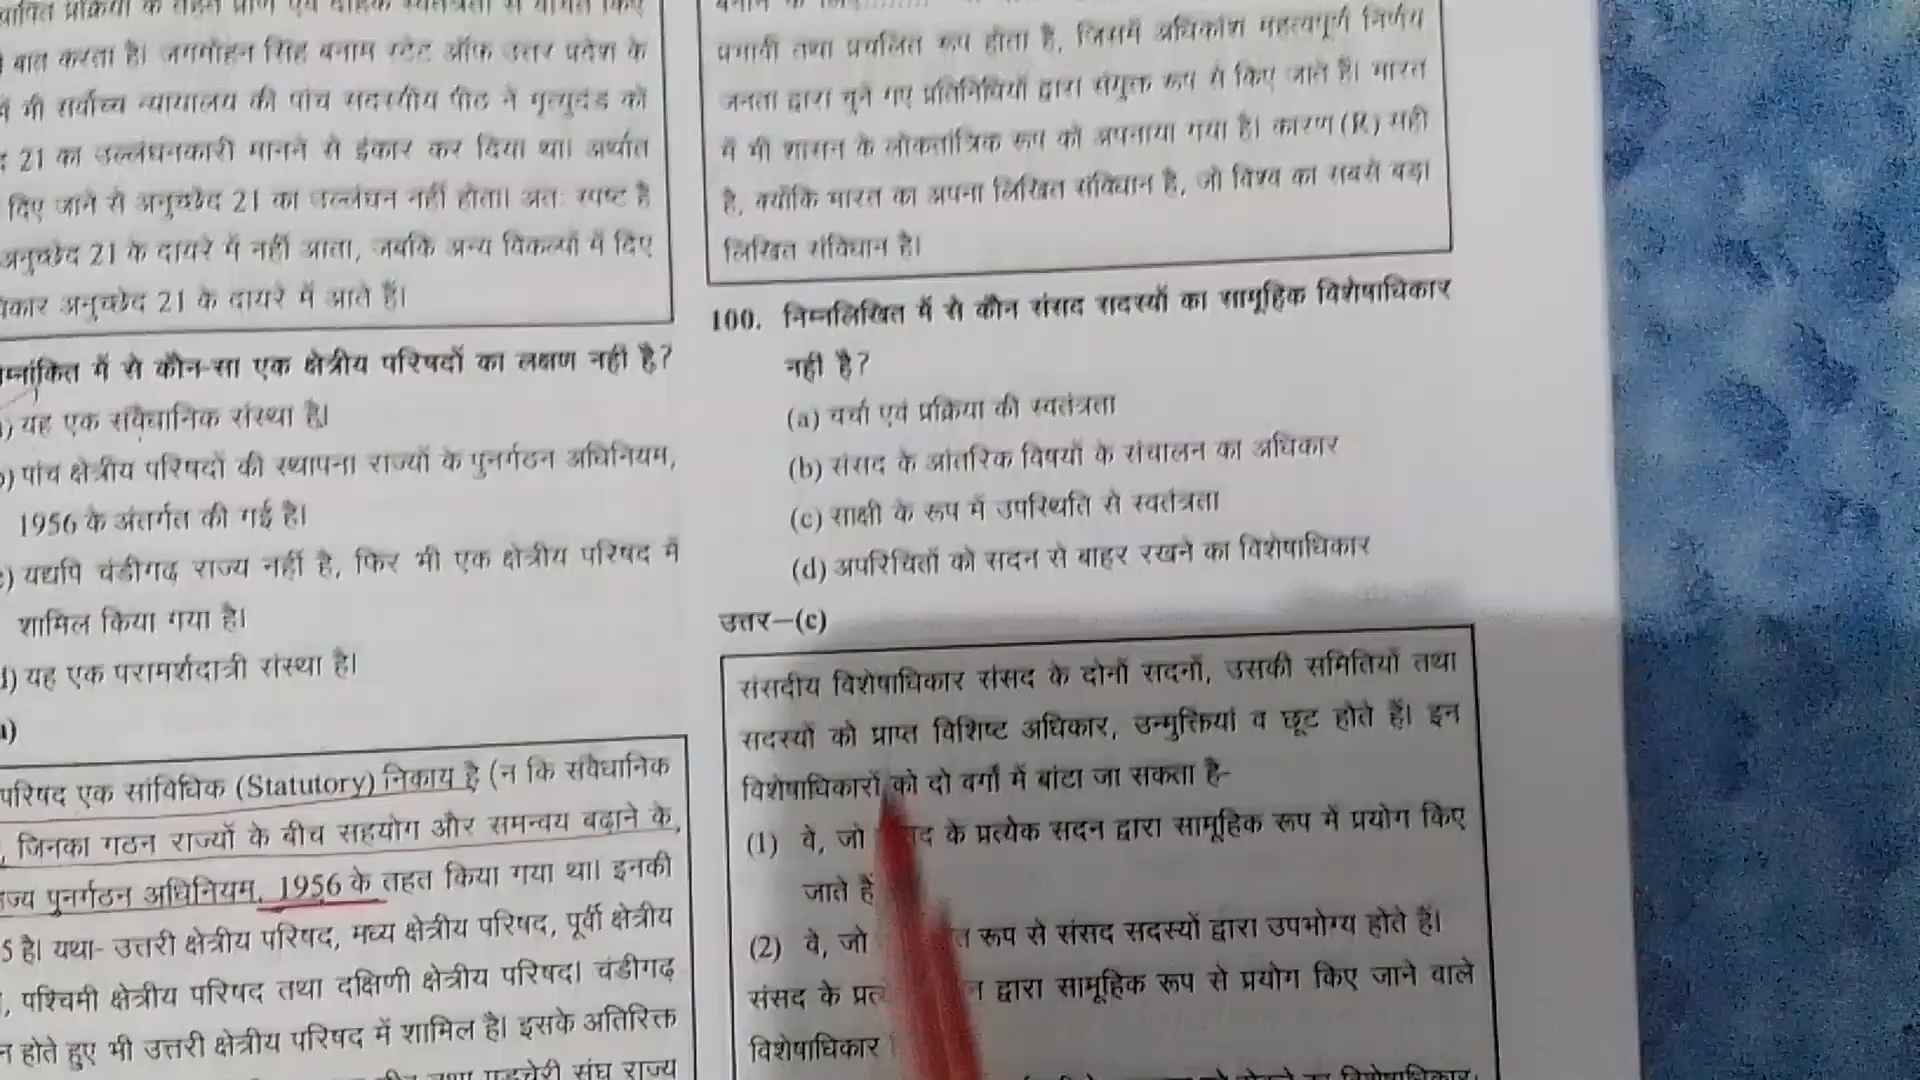 बात करता है। जगमोहन सिंह बनाम स्टेट ऑफ उत्तर प्रदेश के
में भी सर्वोच्च न्यायालय की पांच सदस्यीय पीठ ने मृत्युदंड को
21 का उल्लंघनकारी मानने से इंकार कर दिया था। अर्थात
दिए जाने से अनुच्छेद 21 का उल्लंघन नहीं होता। अतः स्पष्ट है
अनुच्छेद 21 के दायरे में नहीं आता, जबकि अन्य विकल्पों में दिए
अनुच्छेद 21 के दायरे में आते हैं।
में से कौन-सा एक क्षेत्रीय परिषदों का लक्षण नहीं है?
यह एक संवैधानिक संस्था है।
पांच क्षेत्रीय परिषदों की स्थापना राज्यों के पुनर्गठन अधिनियम,
1956 के अंतर्गत की गई है।
यद्यपि चंडीगढ़ राज्य नहीं है, फिर भी एक क्षेत्रीय परिषद में
शामिल किया गया है।
यह एक परामर्शदात्री संस्था है।
परिषद एक सांविधिक (Statutory) निकाय है (न कि संवैधानिक
जिनका गठन राज्यों के बीच सहयोग और समन्वय बढ़ाने के,
पुनर्गठन अधिनियम, 1956 के तहत किया गया था। इनकी
5 है। यथा- उत्तरी क्षेत्रीय परिषद, मध्य क्षेत्रीय परिषद, पूर्वी क्षेत्रीय
, पश्चिमी क्षेत्रीय परिषद तथा दक्षिणी क्षेत्रीय परिषद। चंडीगढ़
न होते हुए भी उत्तरी क्षेत्रीय परिषद में शामिल है। इसके अतिरिक्त
तथा पुडुचेरी संघ राज्य
प्रभावी तथा प्रचलित रूप होता है, जिसमें अधिकांश महत्वपूर्ण निर्णय
जनता द्वारा चुने गए प्रतिनिधियों द्वारा संयुक्त रूप से किए जाते हैं। भारत
में भी शासन के लोकतांत्रिक रूप को अपनाया गया है। कारण (R) सही
है, क्योंकि भारत का अपना लिखित संविधान है, जो विश्व का सबसे बड़ा
लिखित संविधान है।
100. निम्नलिखित में से कौन संसद सदस्यों का सामूहिक विशेषाधिकार
नहीं है?
(a) चर्चा एवं प्रक्रिया की स्वतंत्रता
(b) संसद के आंतरिक विषयों के संचालन का अधिकार
(c) साक्षी के रूप में उपस्थिति से स्वतंत्रता
(d) अपरिचितों को सदन से बाहर रखने का विशेषाधिकार
उत्तर—(c)
संसदीय विशेषाधिकार संसद के दोनों सदनों, उसकी समितियों तथा
सदस्यों को प्राप्त विशिष्ट अधिकार, उन्मुक्तियां व छूट होते हैं। इन
विशेषाधिकारों को दो वर्गों में बांटा जा सकता है-
(1) वे, जो के प्रत्येक सदन द्वारा सामूहिक रूप में प्रयोग किए
जाते हैं
(2) वे, जो रूप से संसद सदस्यों द्वारा उपभोग्य होते हैं।
संसद के द्वारा सामूहिक रूप से प्रयोग किए जाने वाले
विशेषाधिकार
विशेषाधिकार,